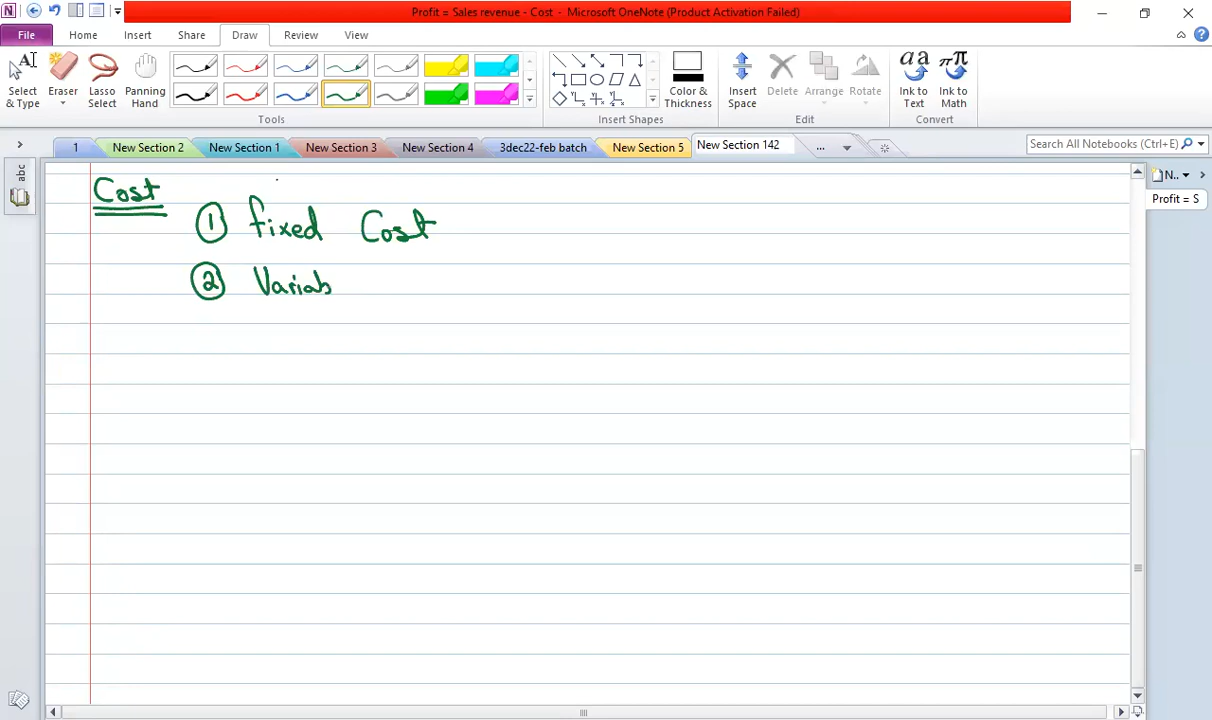 Profit = Sales revenue - Cost - Microsoft OneNote (Product Activation Failed)
File Home Insert Share Draw Review View
Select & Type
Eraser
Lasso Select
Panning Hand
Color & Thickness
Insert Space
Delete
Arrange
Rotate
Ink to Text
Ink to Math
Tools Insert Shapes Edit Convert
1 New Section 2 New Section 1 New Section 3 New Section 4 3dec22-feb batch New Section 5 New Section 142 ... Search All Notebooks (Ctrl+E)
abc
N..
Profit = S
Cost
① fixed Cost
② Variab